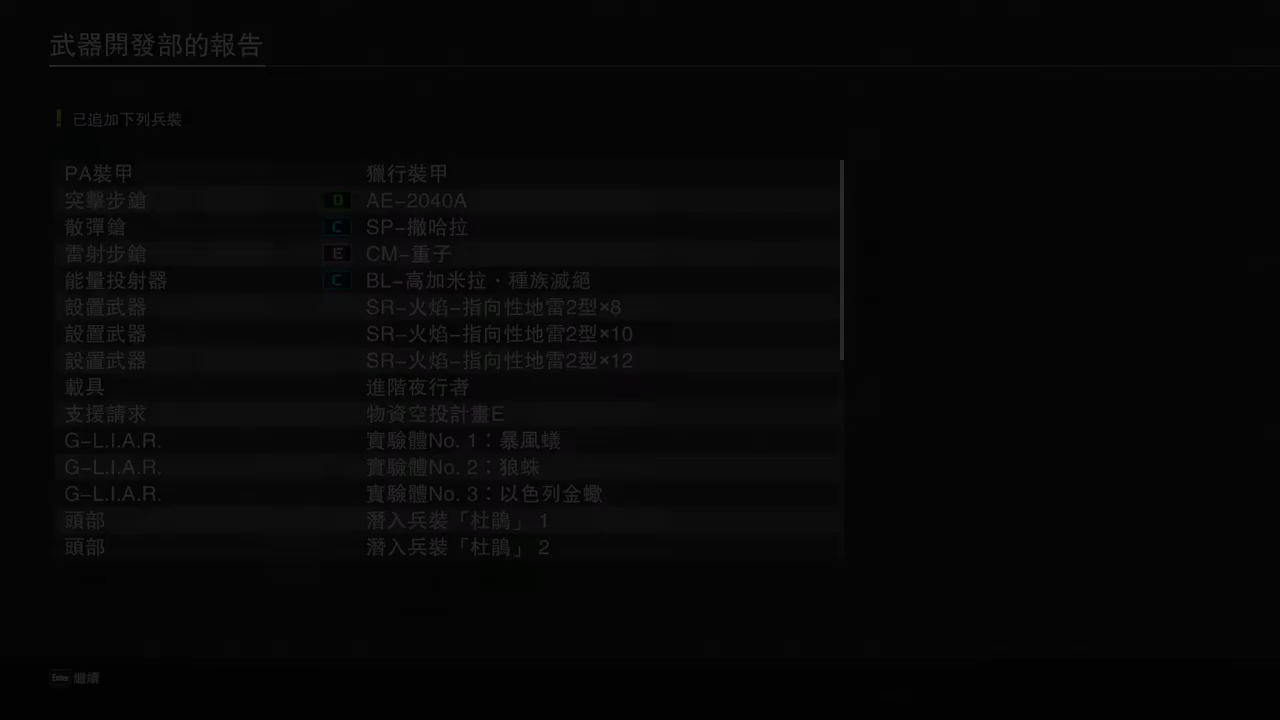 武器開發部的報告
! 已追加下列兵裝
PA裝甲 獵行裝甲
突擊步鎗 D AE-2040A
散彈鎗 C SP-撒哈拉
雷射步鎗 E CM-重子
能量投射器 C BL-高加米拉・種族滅絕
設置武器 SR-火焰-指向性地雷2型×8
設置武器 SR-火焰-指向性地雷2型×10
設置武器 SR-火焰-指向性地雷2型×12
載具 進階夜行者
支援請求 物資空投計畫E
G-L.I.A.R. 實驗體No. 1：暴風蟻
G-L.I.A.R. 實驗體No. 2：狼蛛
G-L.I.A.R. 實驗體No. 3：以色列金蠍
頭部 潛入兵裝「杜鵑」 1
頭部 潛入兵裝「杜鵑」 2
Enter 繼續